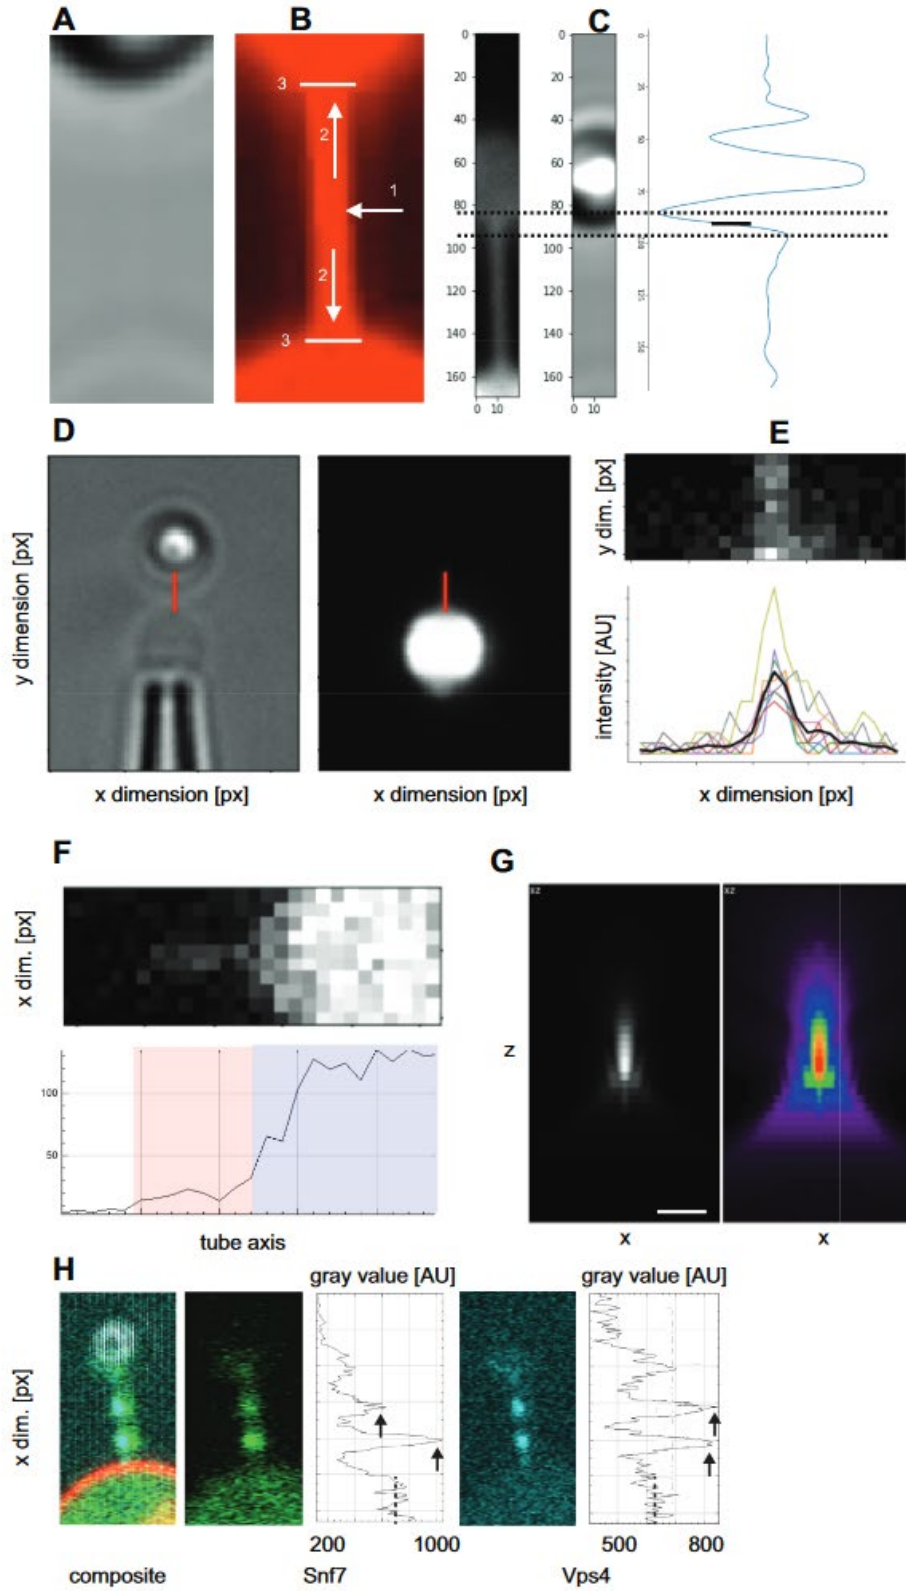 A
B
C
3
2
1
2
3
0
20
40
60
80
100
120
140
160
0 10
0
20
40
60
80
100
120
140
160
0 10
D
E
y dimension [px]
x dimension [px]
x dimension [px]
y dim. [px]
intensity [AU]
x dimension [px]
F
G
x dim. [px]
100
50
tube axis
xz
xz
z
x
x
H
gray value [AU]
gray value [AU]
x dim. [px]
200 1000
500 800
composite
Snf7
Vps4